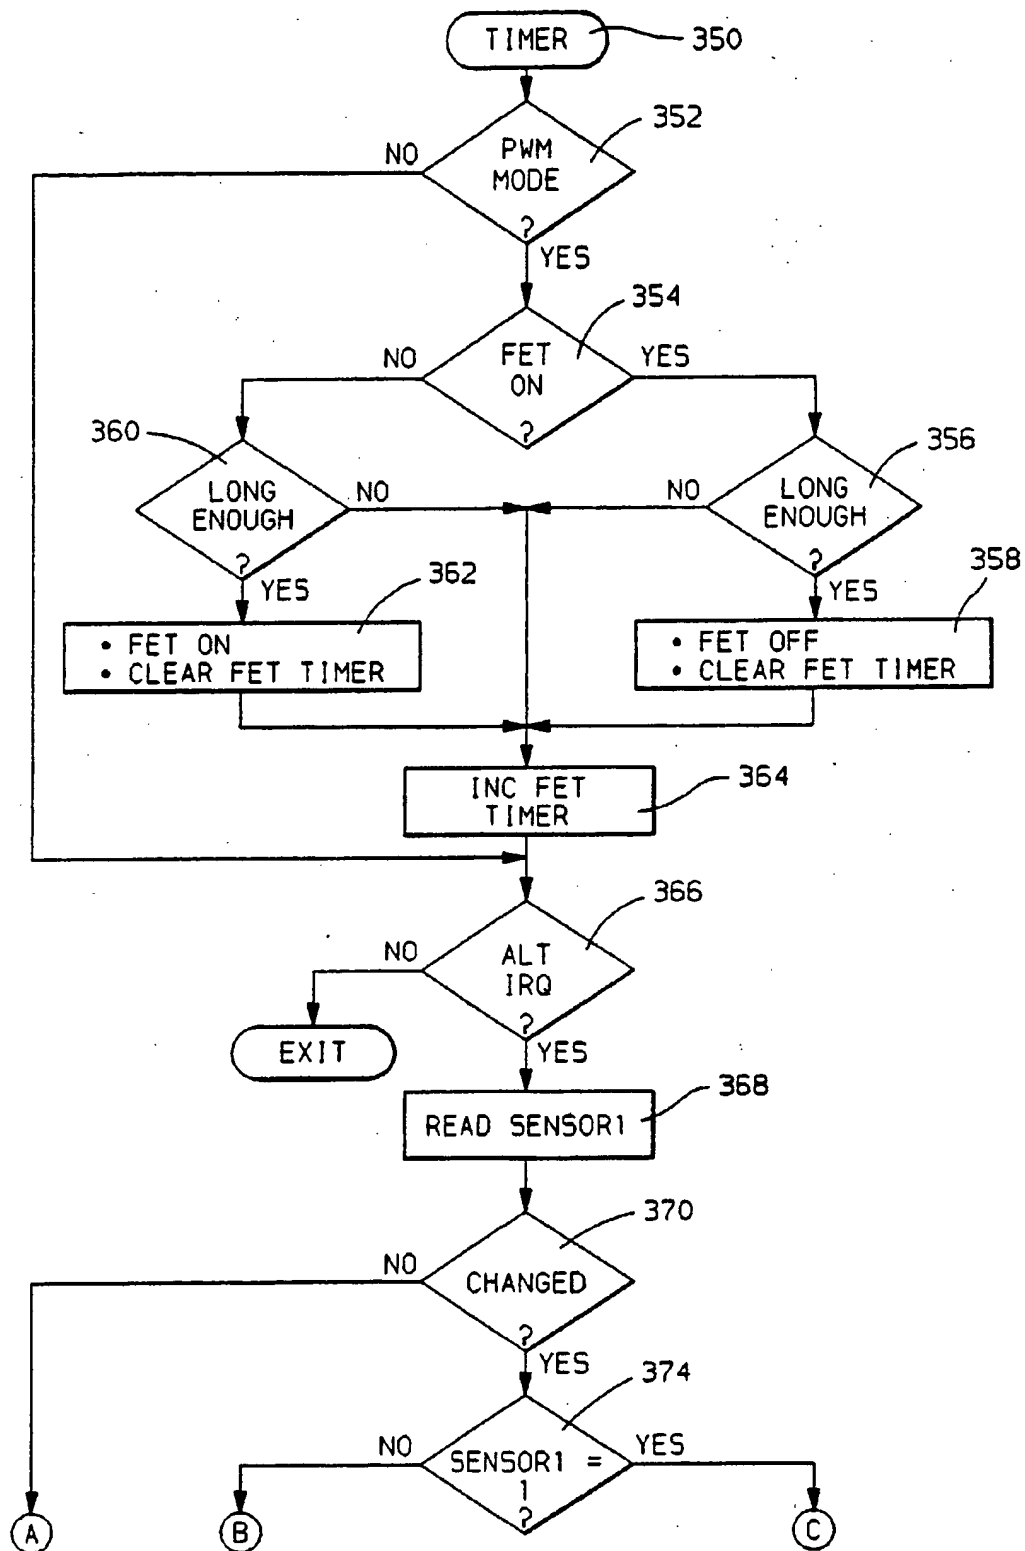 TIMER
350
352
NO
PWM
MODE
?
YES
354
NO
FET
ON
?
YES
360
LONG
ENOUGH
?
NO
YES
356
NO
LONG
ENOUGH
?
YES
362
• FET ON
• CLEAR FET TIMER
358
• FET OFF
• CLEAR FET TIMER
INC FET
TIMER
364
366
NO
ALT
IRQ
?
YES
EXIT
368
READ SENSOR1
370
NO
CHANGED
?
YES
374
NO
SENSOR1 =
1
?
YES
A
B
C